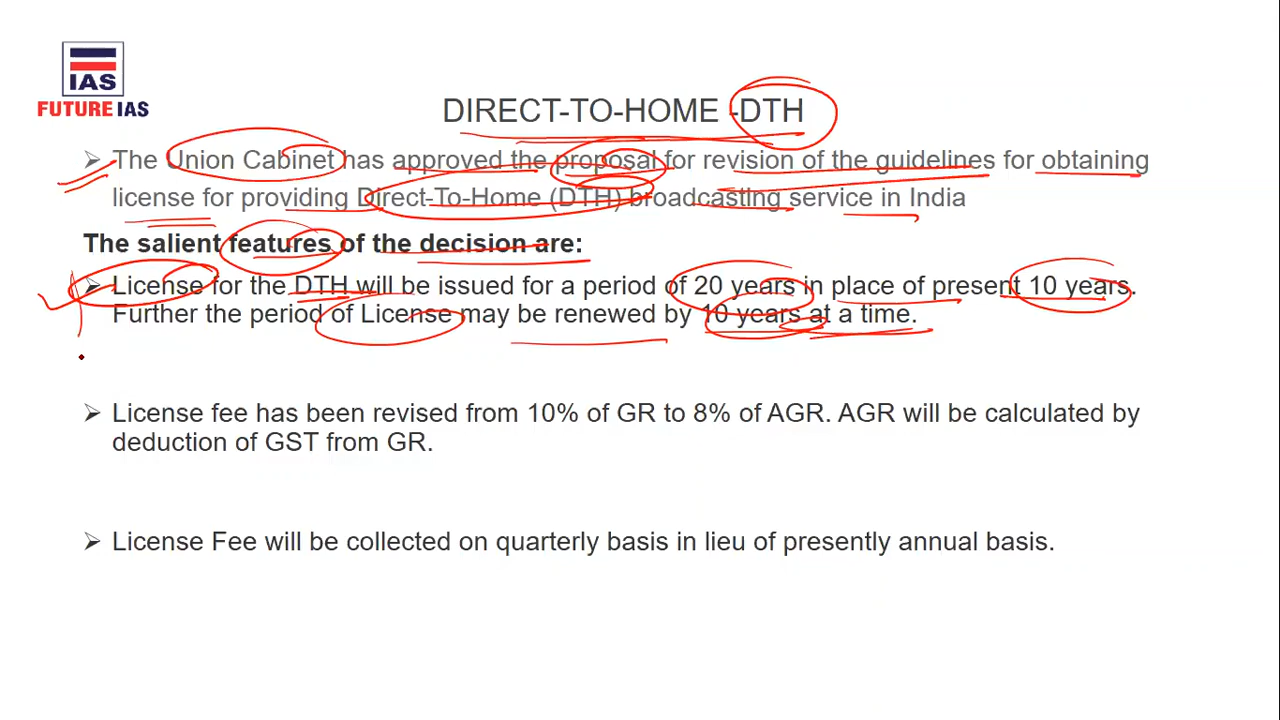 IAS
FUTURE IAS
DIRECT-TO-HOME -DTH
➢ The Union Cabinet has approved the proposal for revision of the guidelines for obtaining
license for providing Direct-To-Home (DTH) broadcasting service in India
The salient features of the decision are:
➢ License for the DTH will be issued for a period of 20 years in place of present 10 years.
Further the period of License may be renewed by 10 years at a time.
➢ License fee has been revised from 10% of GR to 8% of AGR. AGR will be calculated by
deduction of GST from GR.
➢ License Fee will be collected on quarterly basis in lieu of presently annual basis.